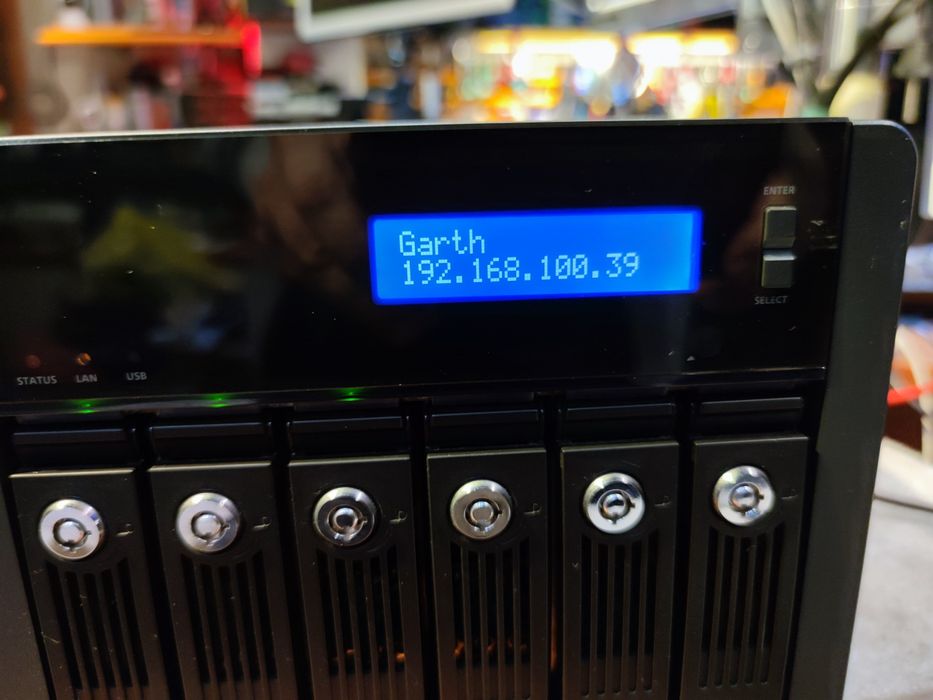 ENTER
Garth
192.168.100.39
SELECT
STATUS LAN USB